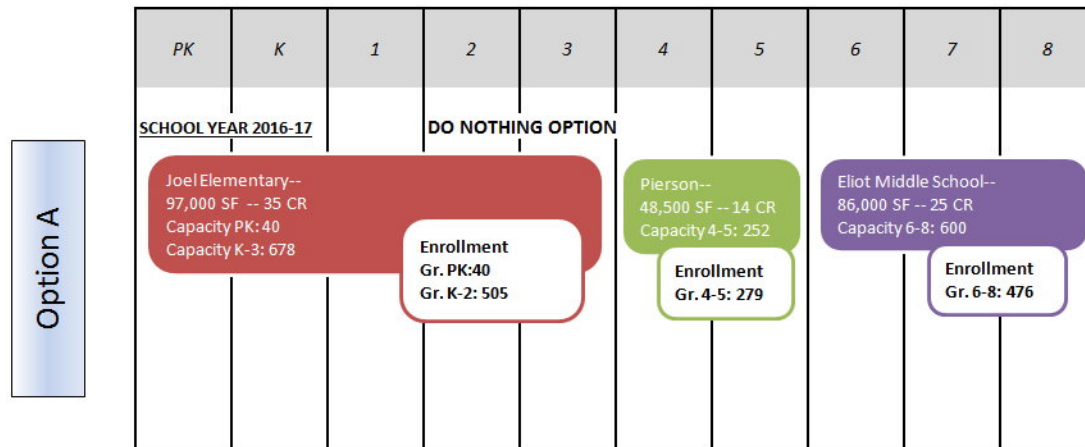 PK K 1 2 3 4 5 6 7 8
SCHOOL YEAR 2016-17 DO NOTHING OPTION
Option A
Joel Elementary--
97,000 SF -- 35 CR
Capacity PK: 40
Capacity K-3: 678
Enrollment
Gr. PK:40
Gr. K-2: 505
Pierson--
48,500 SF -- 14 CR
Capacity 4-5: 252
Enrollment
Gr. 4-5: 279
Eliot Middle School--
86,000 SF -- 25 CR
Capacity 6-8: 600
Enrollment
Gr. 6-8: 476